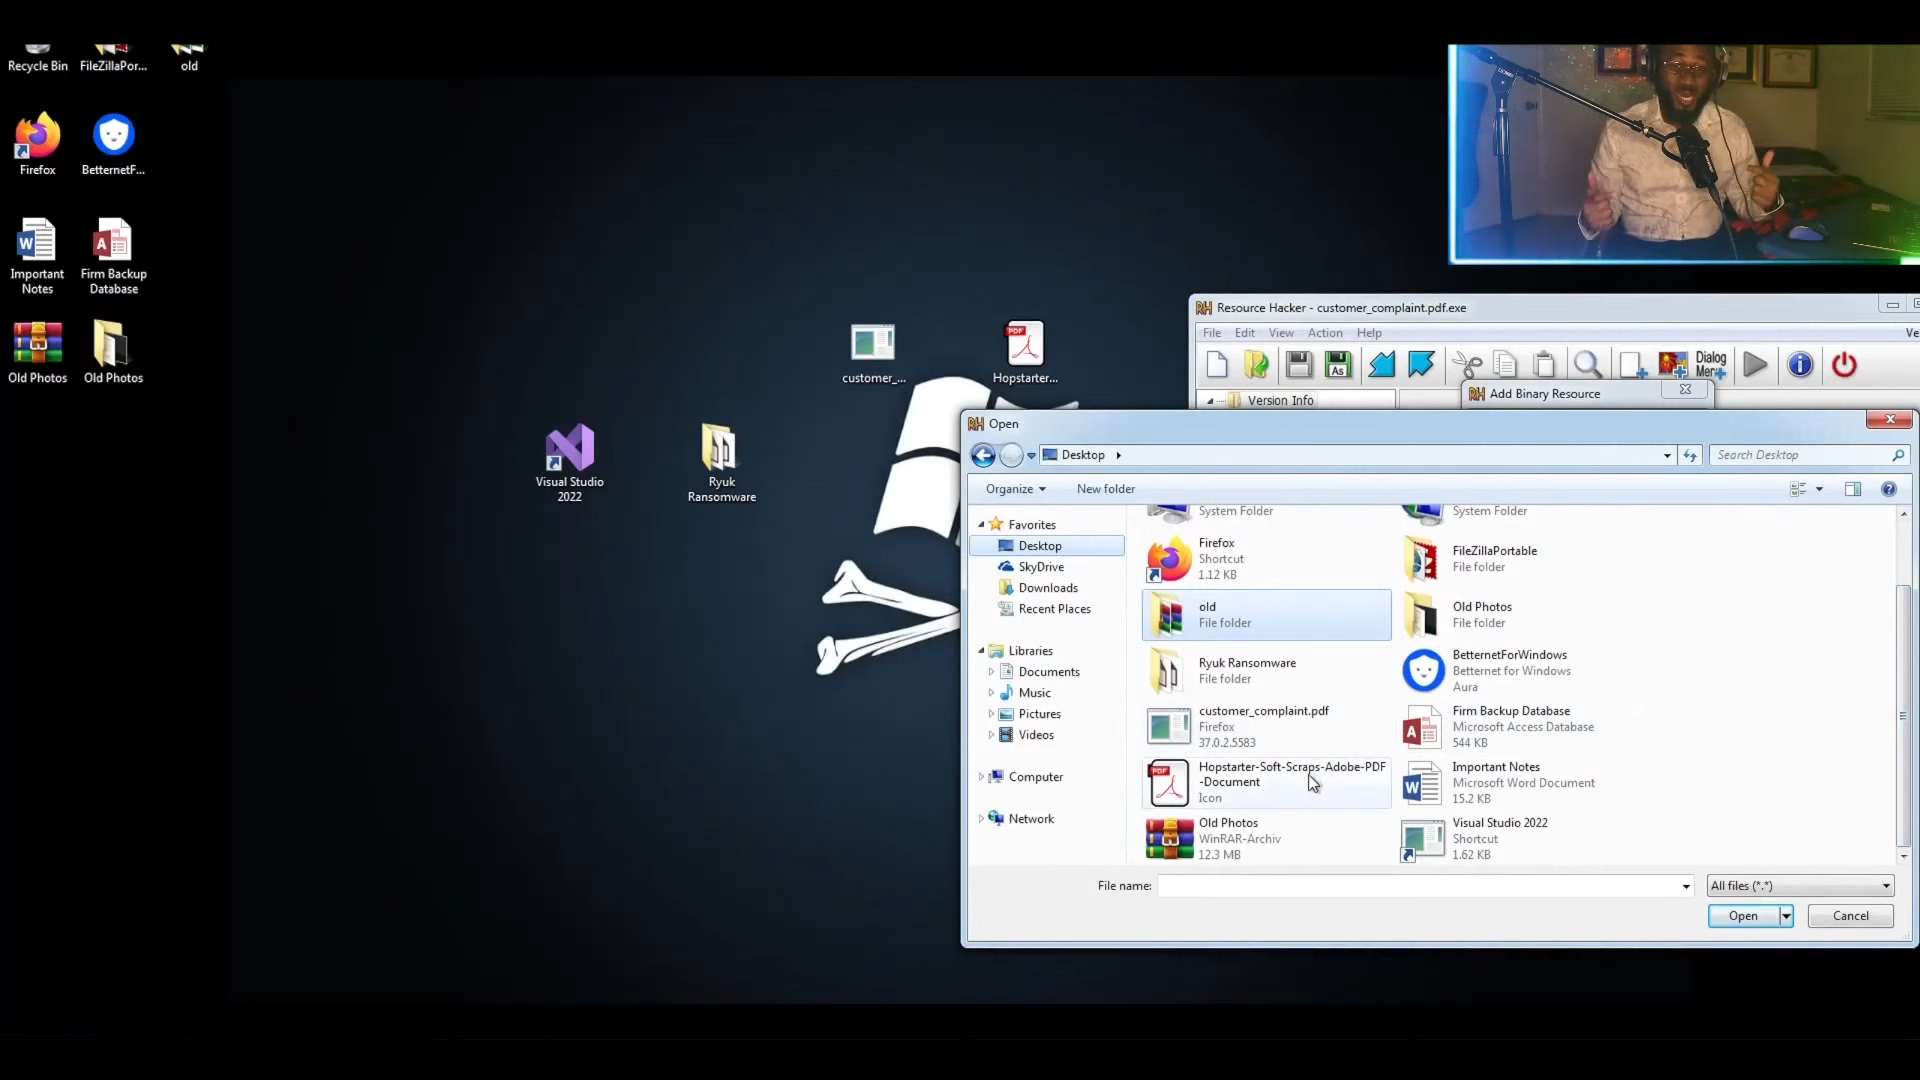 Recycle Bin
FileZillaPor...
old
Firefox
BetternetF...
Important
Notes
Firm Backup
Database
Old Photos
Old Photos
customer_...
Hopstarter...
Visual Studio
2022
Ryuk
Ransomware
Resource Hacker - customer_complaint.pdf.exe
File Edit View Action Help
Ve
As
Dialog
Version Info
Add Binary Resource
Open
Desktop
Search Desktop
Organize
New folder
Favorites
Desktop
SkyDrive
Downloads
Recent Places
Libraries
Documents
Music
Pictures
Videos
Computer
Network
System Folder
System Folder
Firefox
Shortcut
1.12 KB
FileZillaPortable
File folder
old
File folder
Old Photos
File folder
Ryuk Ransomware
File folder
BetternetForWindows
Betternet for Windows
Aura
customer_complaint.pdf
Firefox
37.0.2.5583
Firm Backup Database
Microsoft Access Database
544 KB
Hopstarter-Soft-Scraps-Adobe-PDF
-Document
Icon
Important Notes
Microsoft Word Document
15.2 KB
Old Photos
WinRAR-Archiv
12.3 MB
Visual Studio 2022
Shortcut
1.62 KB
File name:
All files (*.*)
Open
Cancel